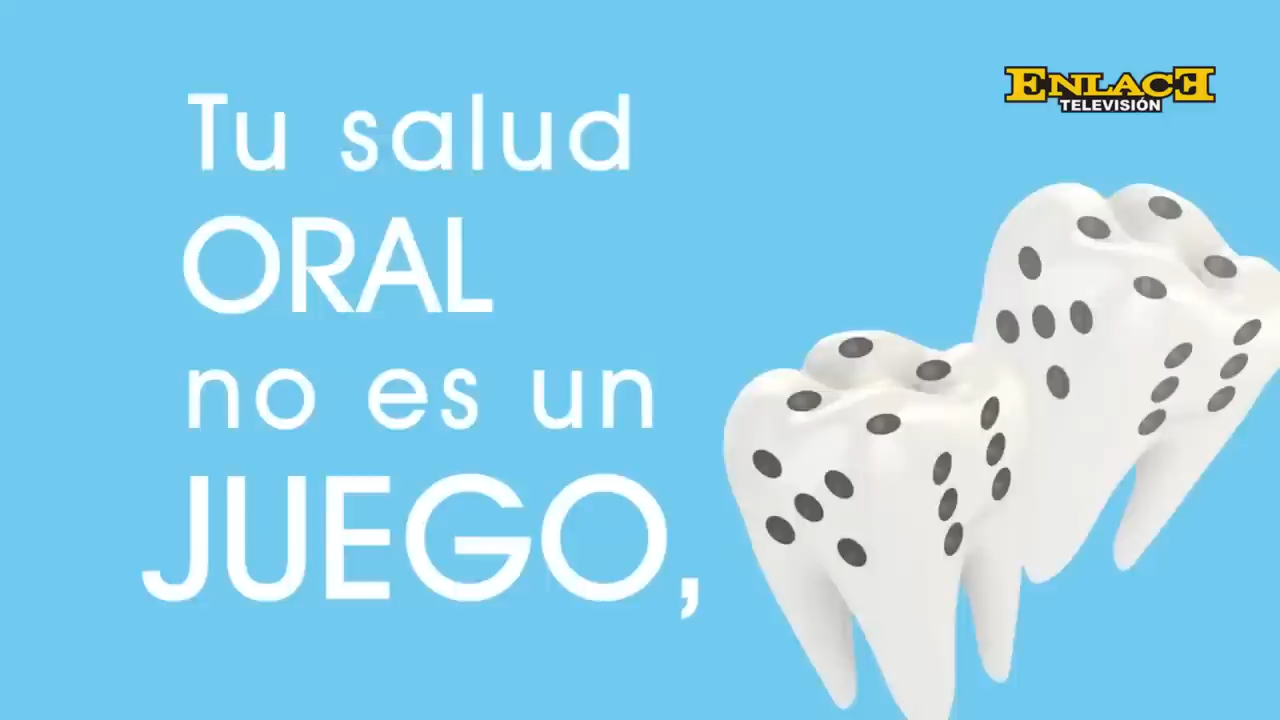 Tu salud
ORAL
no es un
JUEGO,
ENLACE
TELEVISIÓN